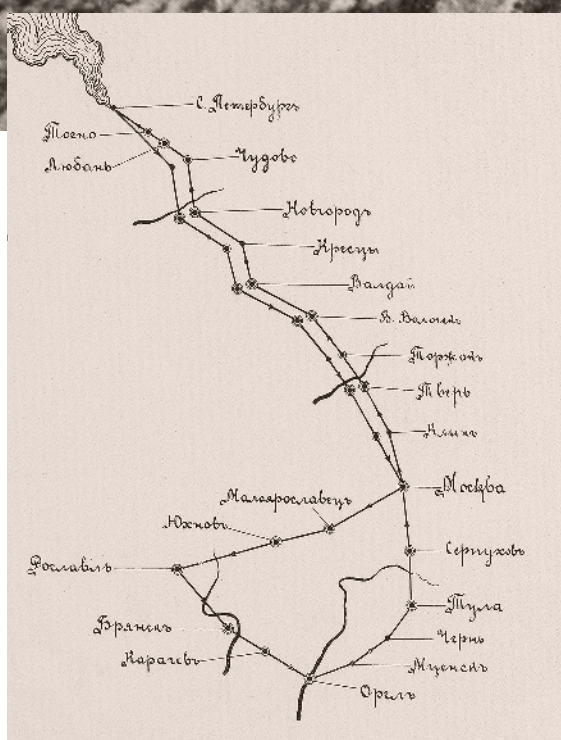 С. Петербургъ
Тосно
Любань
Чудово
Новгородъ
Крестцы
Валдай
В. Волочекъ
Торжокъ
Тверь
Клинъ
Москва
Малоярославецъ
Юхновъ
Серпуховъ
Рославль
Тула
Брянскъ
Чернь
Карачевъ
Мценскъ
Орелъ